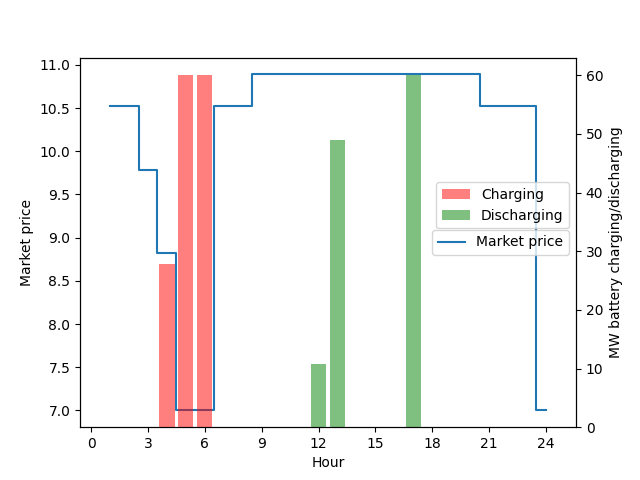 11.0
10.5
10.0
9.5
9.0
8.5
8.0
7.5
7.0
Market price
0 3 6 9 12 15 18 21 24
Hour
60
50
40
30
20
10
0
MW battery charging/discharging
Charging
Discharging
Market price